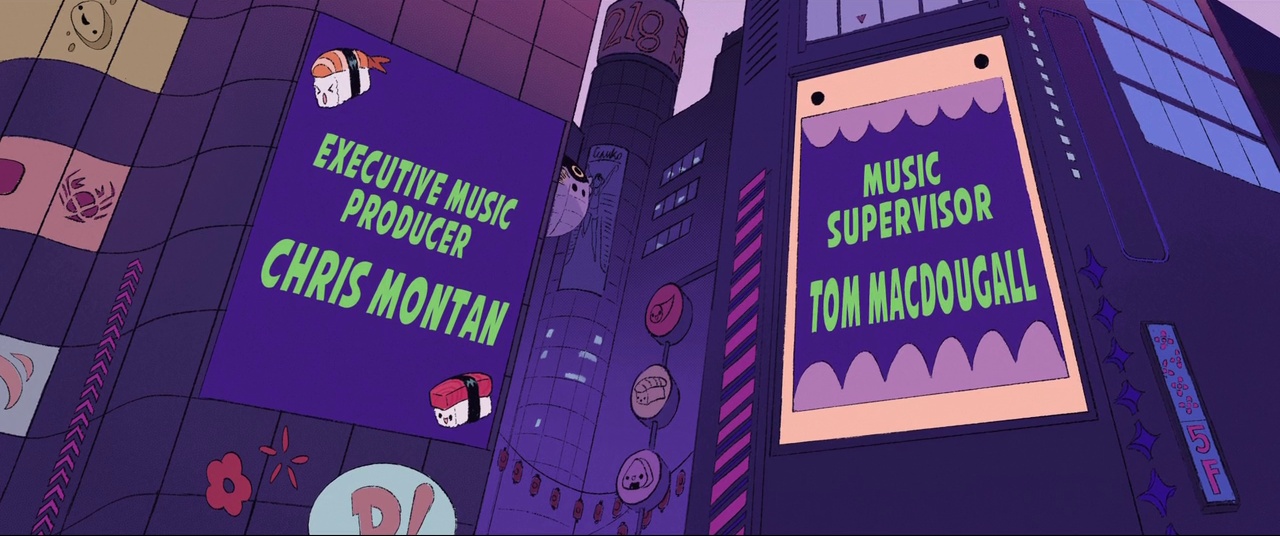 EXECUTIVE MUSIC
PRODUCER
CHRIS MONTAN
MUSIC
SUPERVISOR
TOM MACDOUGALL
218
5F